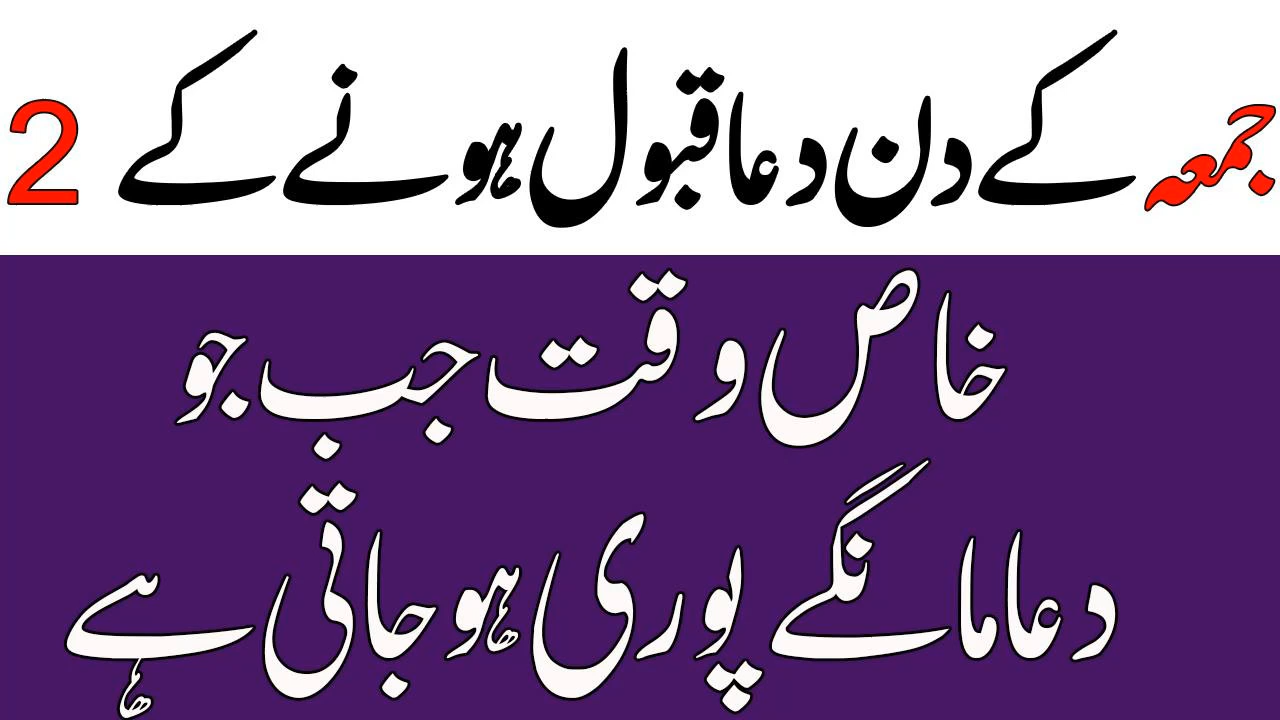 جمعہ کے دن دعا قبول ہونے کے 2
خاص وقت جب جو
دعا مانگے پوری ہو جاتی ہے